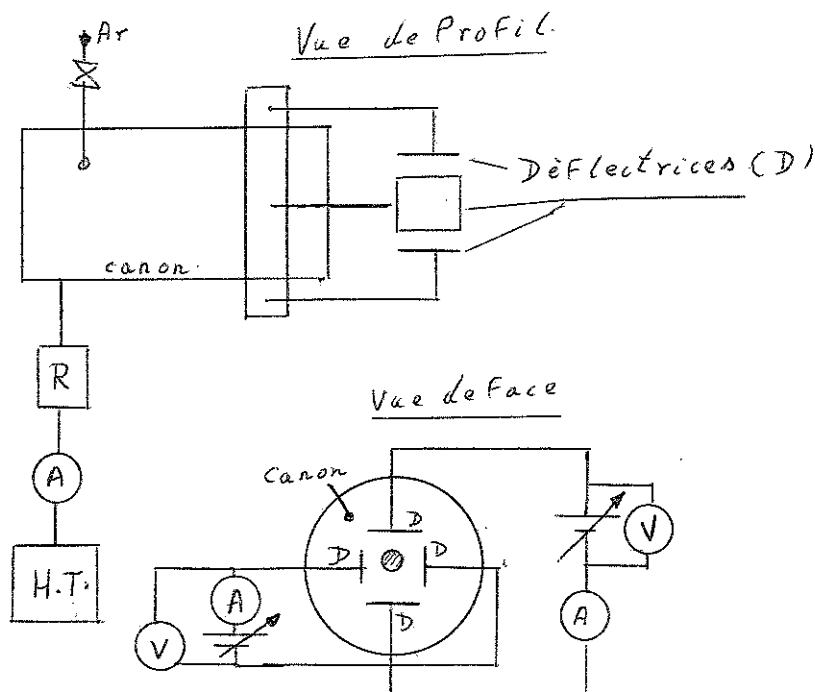 Ar
Vue de Profil.
Déflectrices (D)
canon.
R
A
H.T.
Vue de Face
Canon
D
D
D
D
V
A
V
A